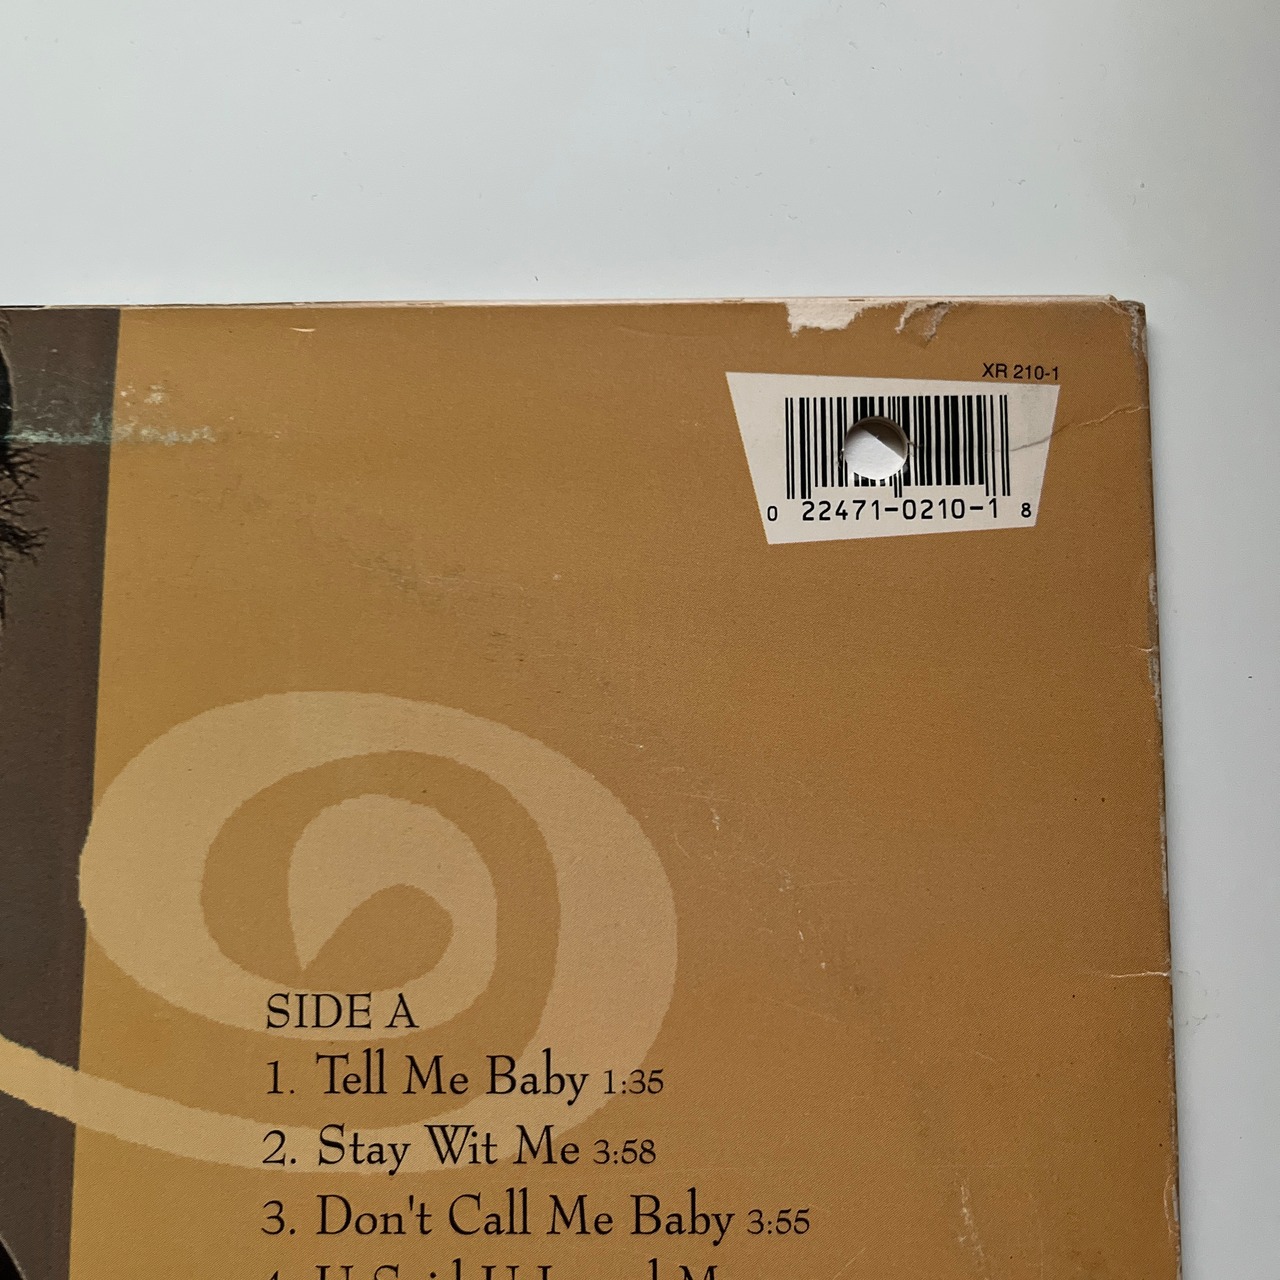 XR 210-1
0 22471-0210-1 8
SIDE A
1. Tell Me Baby 1:35
2. Stay Wit Me 3:58
3. Don't Call Me Baby 3:55